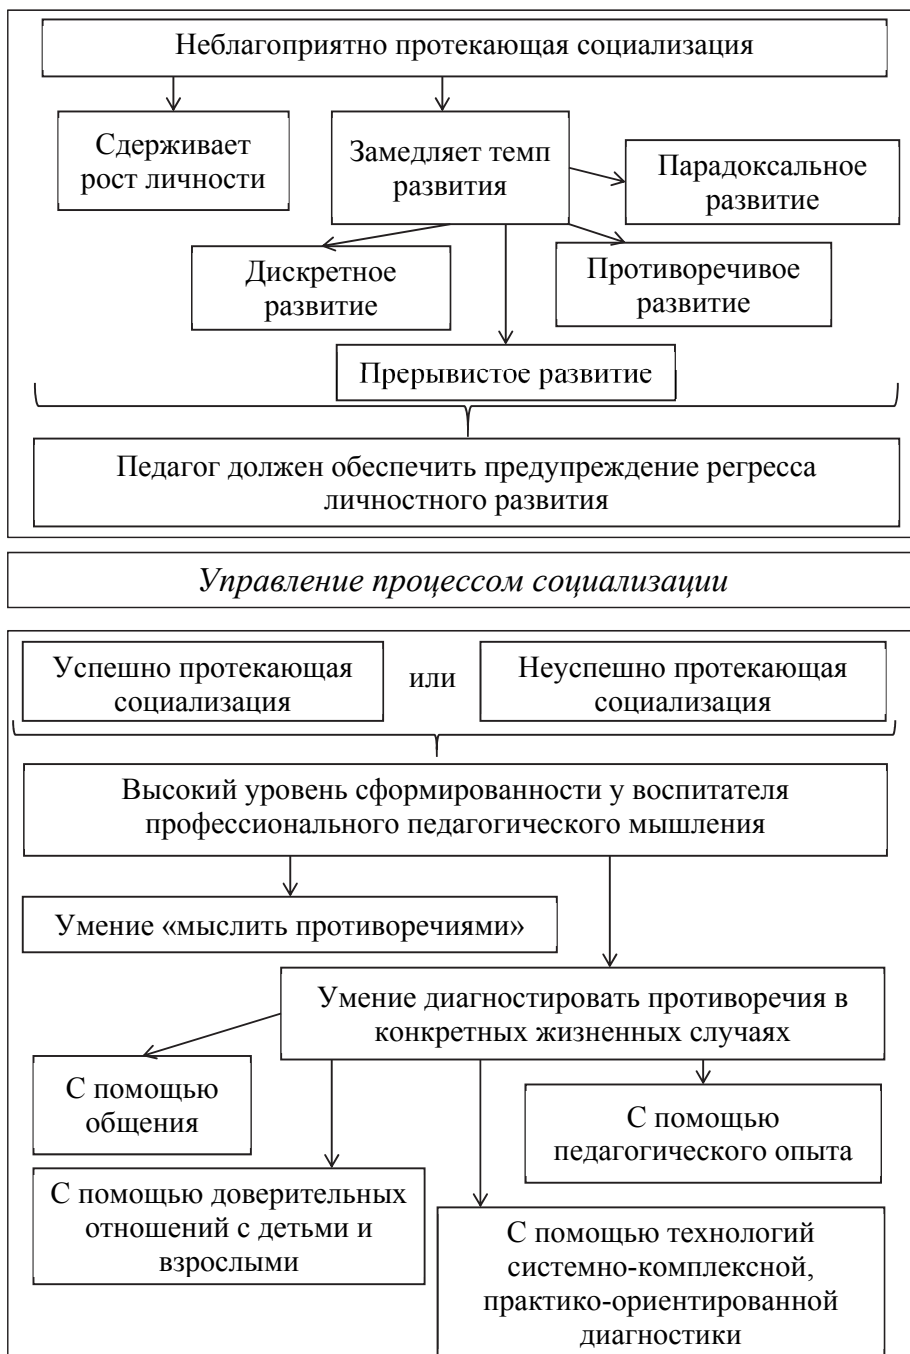 Неблагоприятно протекающая социализация
Сдерживает
рост личности
Замедляет темп
развития
Парадоксальное
развитие
Дискретное
развитие
Противоречивое
развитие
Прерывистое развитие
Педагог должен обеспечить предупреждение регресса
личностного развития
Управление процессом социализации
Успешно протекающая
социализация
или
Неуспешно протекающая
социализация
Высокий уровень сформированности у воспитателя
профессионального педагогического мышления
Умение «мыслить противоречиями»
Умение диагностировать противоречия в
конкретных жизненных случаях
С помощью
общения
С помощью
педагогического опыта
С помощью доверительных
отношений с детьми и
взрослыми
С помощью технологий
системно-комплексной,
практико-ориентированной
диагностики